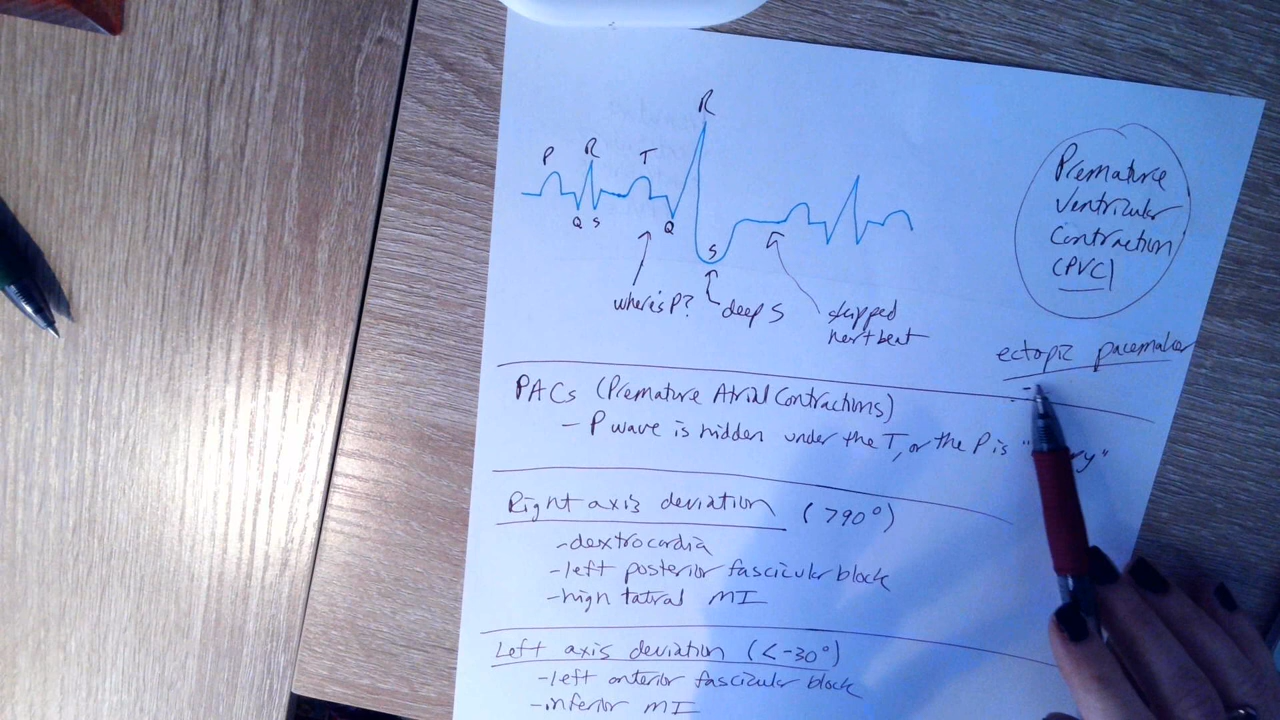 R
P R T
Q S Q S
where's P? deep S skipped
heartbeat
Premature
Ventricular
Contraction
(PVC)
ectopic pacemaker
PACs (Premature Atrial Contractions)
- P wave is hidden under the T, or the P is "
Right axis deviation (>90°)
- dextrocardia
- left posterior fascicular block
- high lateral MI
Left axis deviation (<-30°)
- left anterior fascicular block
- inferior MI